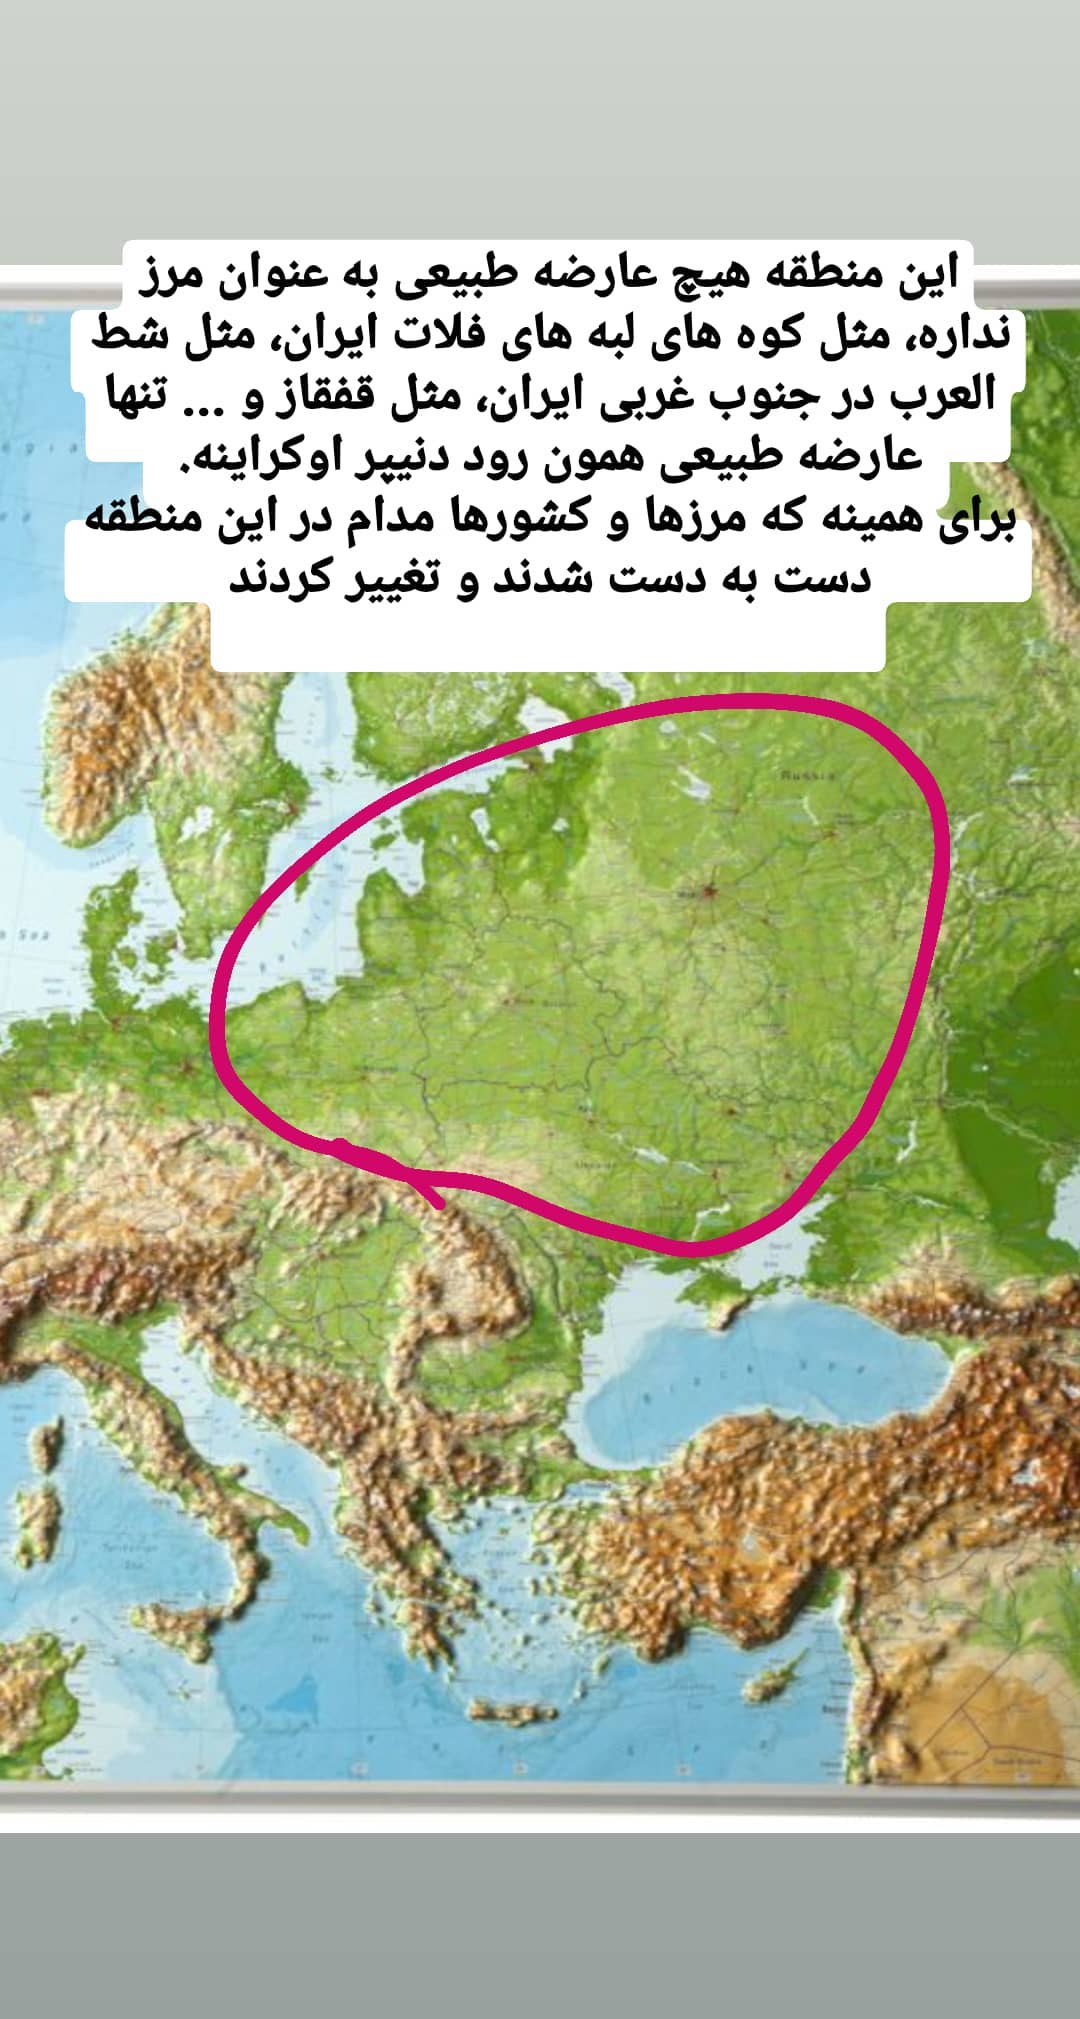 این منطقه هیچ عارضه طبیعی به عنوان مرز
نداره، مثل کوه های لبه های فلات ایران، مثل شط
العرب در جنوب غربی ایران، مثل قفقاز و ... تنها
عارضه طبیعی همون رود دنیپر اوکراینه.
برای همینه که مرزها و کشورها مدام در این منطقه
دست به دست شدند و تغییر کردند
Russia
Ukraine
Black Sea